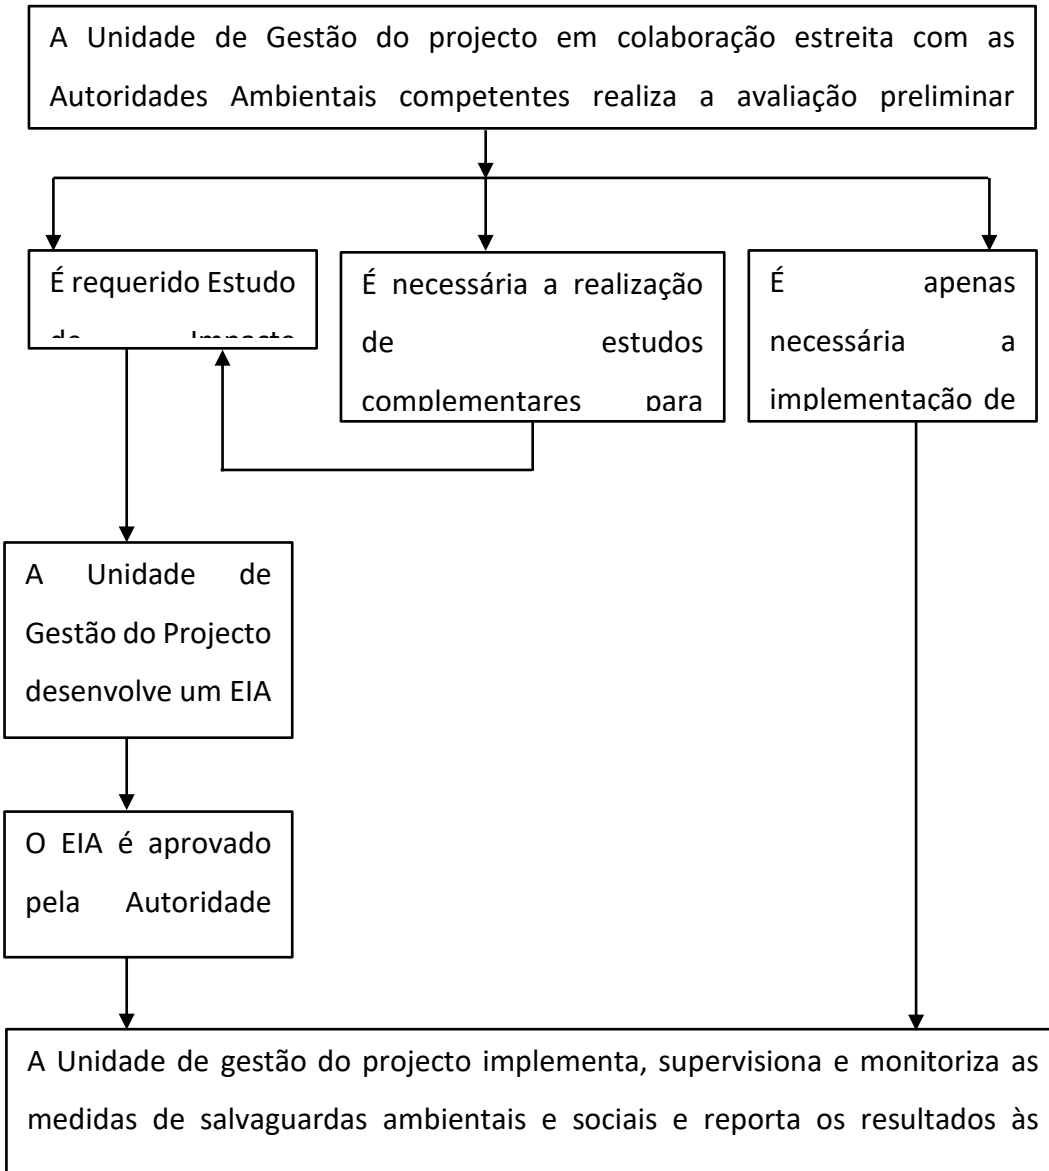 A Unidade de Gestão do projecto em colaboração estreita com as
Autoridades Ambientais competentes realiza a avaliação preliminar
É requerido Estudo
de Impacto
É necessária a realização
de estudos
complementares para
É apenas
necessária a
implementação de
A Unidade de
Gestão do Projecto
desenvolve um EIA
O EIA é aprovado
pela Autoridade
A Unidade de gestão do projecto implementa, supervisiona e monitoriza as
medidas de salvaguardas ambientais e sociais e reporta os resultados às